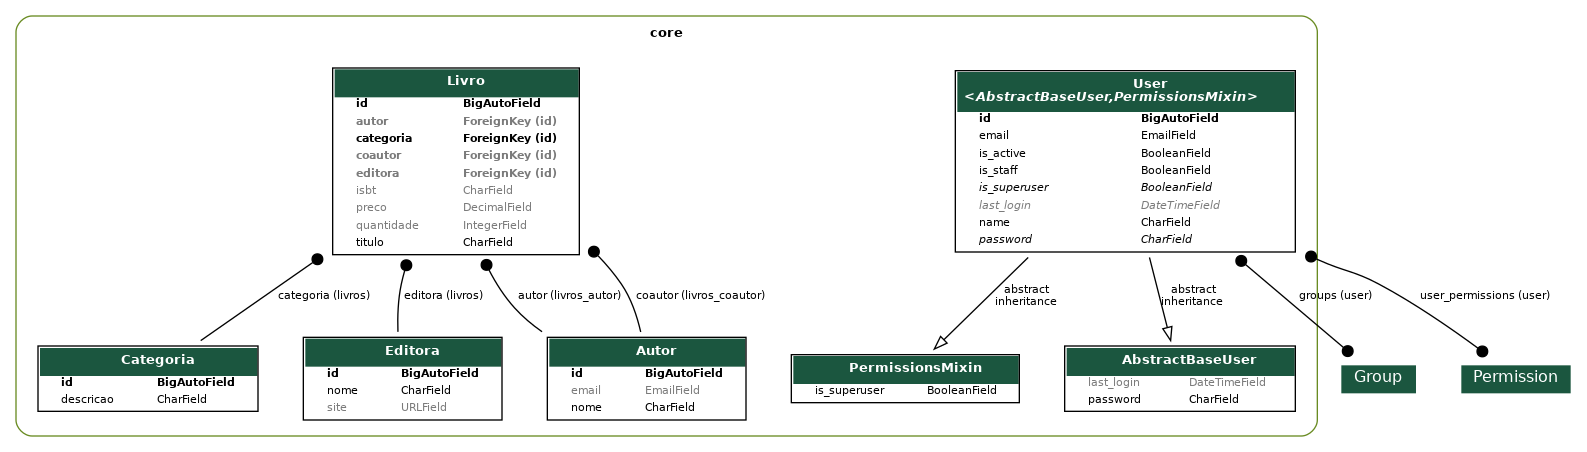 core
Livro
id BigAutoField
autor ForeignKey (id)
categoria ForeignKey (id)
coautor ForeignKey (id)
editora ForeignKey (id)
isbt CharField
preco DecimalField
quantidade IntegerField
titulo CharField
User
<AbstractBaseUser,PermissionsMixin>
id BigAutoField
email EmailField
is_active BooleanField
is_staff BooleanField
is_superuser BooleanField
last_login DateTimeField
name CharField
password CharField
categoria (livros)
editora (livros)
autor (livros_autor)
coautor (livros_coautor)
abstract
inheritance
abstract
inheritance
groups (user)
user_permissions (user)
Categoria
id BigAutoField
descricao CharField
Editora
id BigAutoField
nome CharField
site URLField
Autor
id BigAutoField
email EmailField
nome CharField
PermissionsMixin
is_superuser BooleanField
AbstractBaseUser
last_login DateTimeField
password CharField
Group
Permission